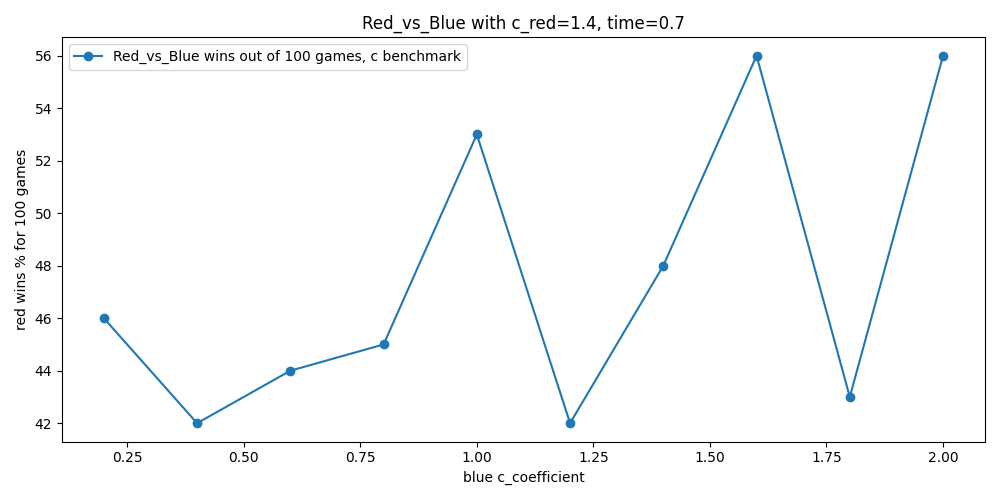 Red_vs_Blue with c_red=1.4, time=0.7
Red_vs_Blue wins out of 100 games, c benchmark
red wins % for 100 games
56
54
52
50
48
46
44
42
0.25 0.50 0.75 1.00 1.25 1.50 1.75 2.00
blue c_coefficient